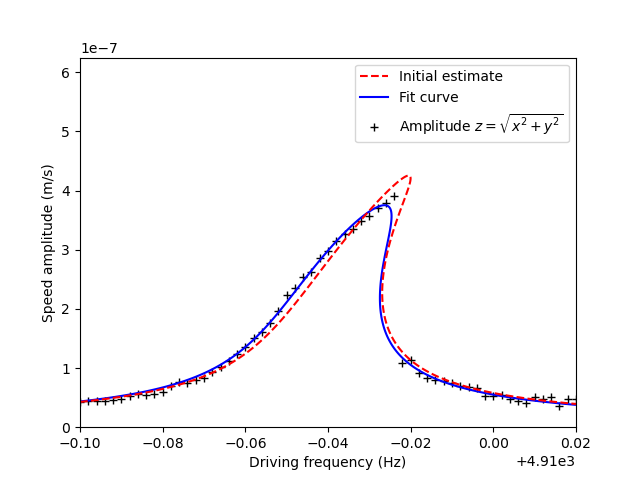 1e−7
6
5
4
3
2
1
0
Speed amplitude (m/s)
Initial estimate
Fit curve
Amplitude z = √x² + y²
−0.10 −0.08 −0.06 −0.04 −0.02 0.00 0.02
Driving frequency (Hz)
+4.91e3